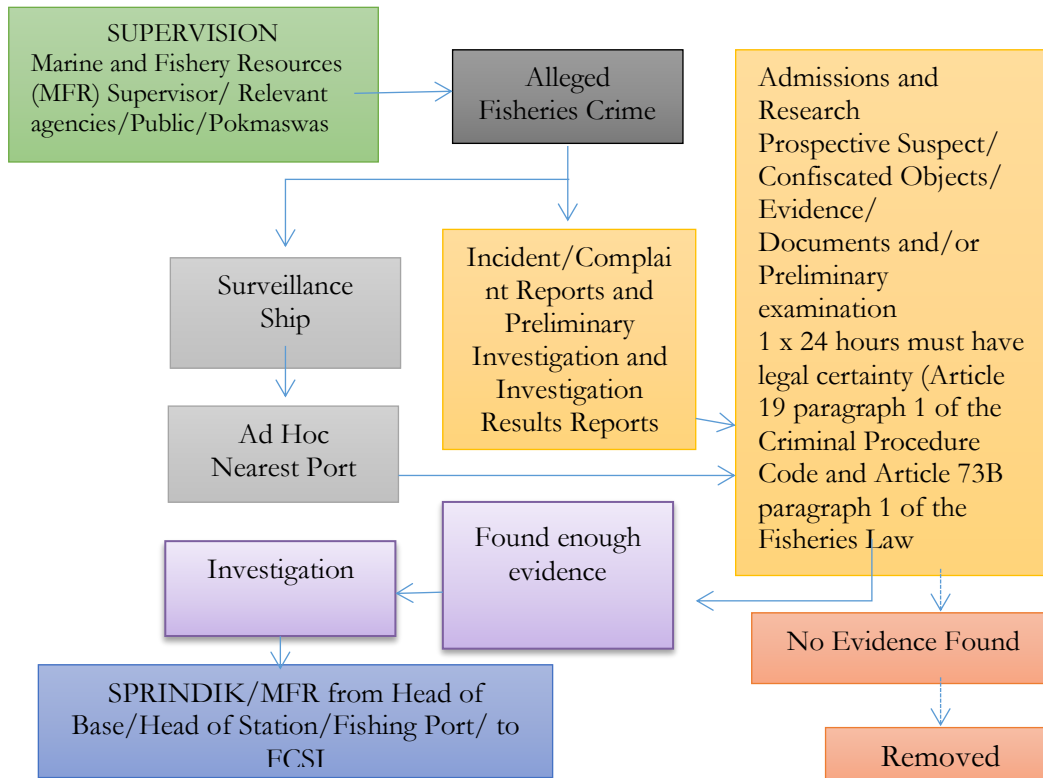 SUPERVISION
Marine and Fishery Resources
(MFR) Supervisor/ Relevant
agencies/Public/Pokmaswas
Alleged
Fisheries Crime
Admissions and
Research
Prospective Suspect/
Confiscated Objects/
Evidence/
Documents and/or
Preliminary
examination
1 x 24 hours must have
legal certainty (Article
19 paragraph 1 of the
Criminal Procedure
Code and Article 73B
paragraph 1 of the
Fisheries Law
Surveillance
Ship
Incident/Complai
nt Reports and
Preliminary
Investigation and
Investigation
Results Reports
Ad Hoc
Nearest Port
Found enough
evidence
Investigation
No Evidence Found
SPRINDIK/MFR from Head of
Base/Head of Station/Fishing Port/ to
FCSI
Removed